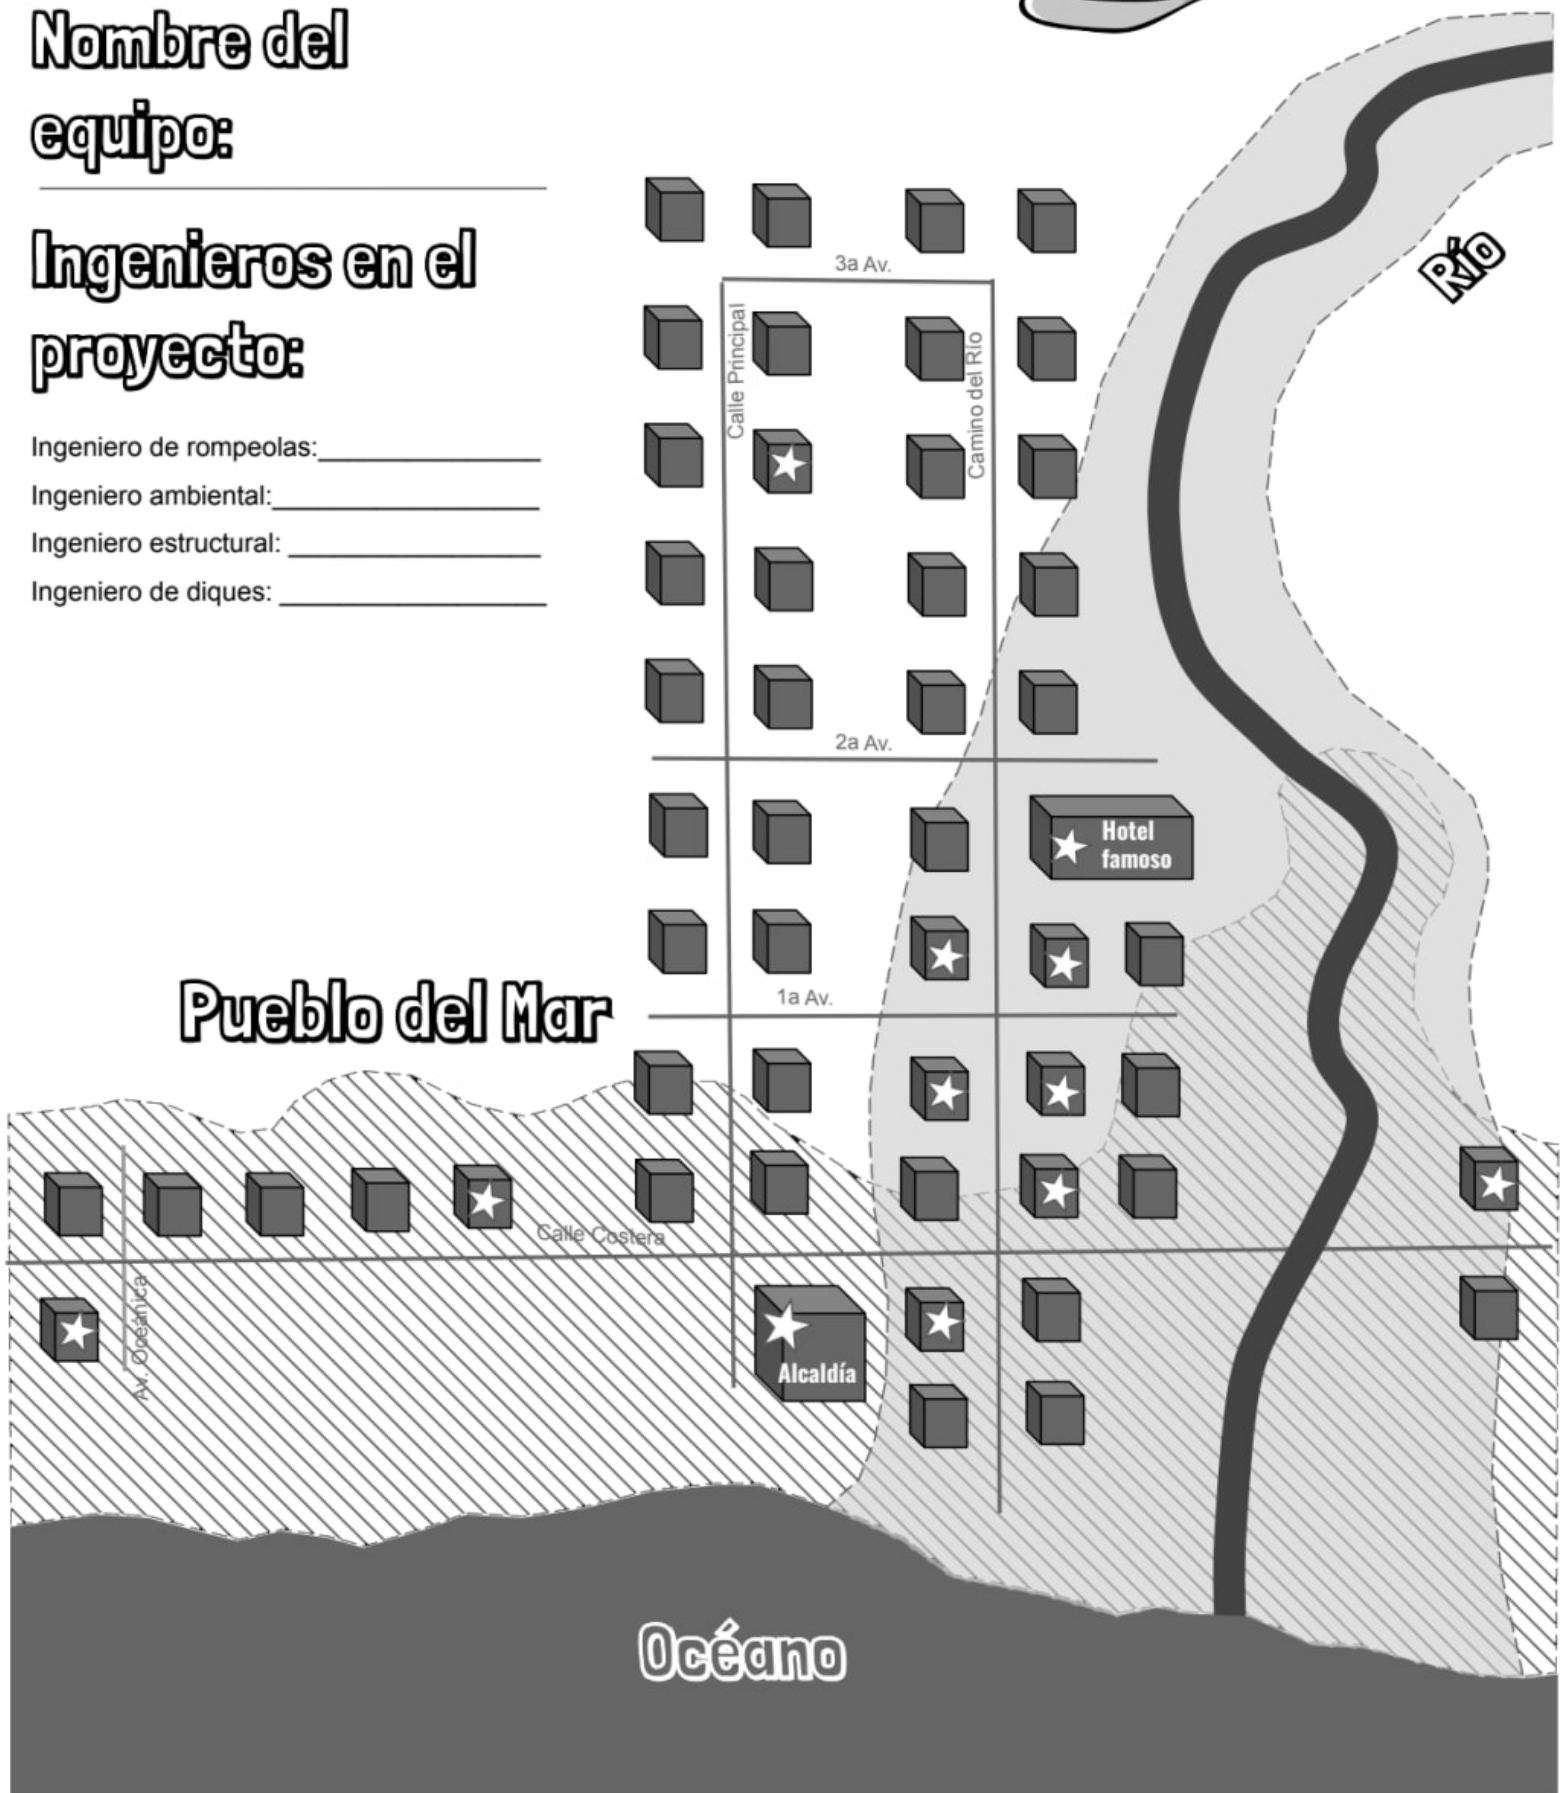 Nombre del
equipo:
Ingenieros en el
proyecto:
Ingeniero de rompeolas:
Ingeniero ambiental:
Ingeniero estructural:
Ingeniero de diques:
Río
3a Av.
Calle Principal
Camino del Río
2a Av.
Hotel
famoso
1a Av.
Pueblo del Mar
Calle Costera
Av. Oceánica
Alcaldía
Océano